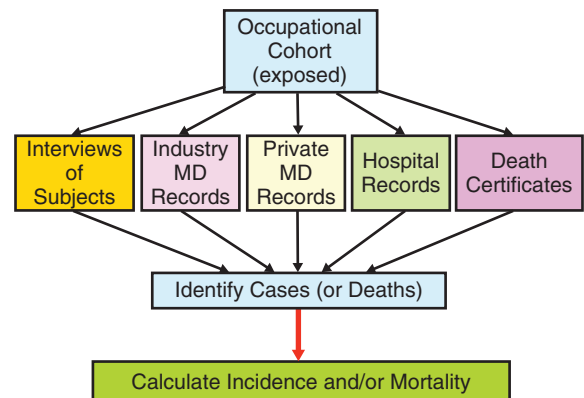 Occupational
Cohort
(exposed)
Interviews
of
Subjects
Industry
MD
Records
Private
MD
Records
Hospital
Records
Death
Certificates
Identify Cases (or Deaths)
Calculate Incidence and/or Mortality